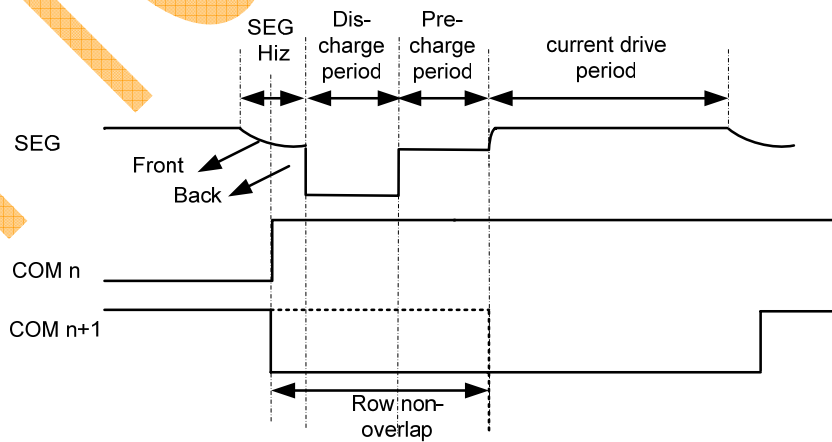 SEG
Hiz
Dis-
charge
period
Pre-
charge
period
current drive
period
SEG
Front
Back
COM n
COM n+1
Row non-
overlap